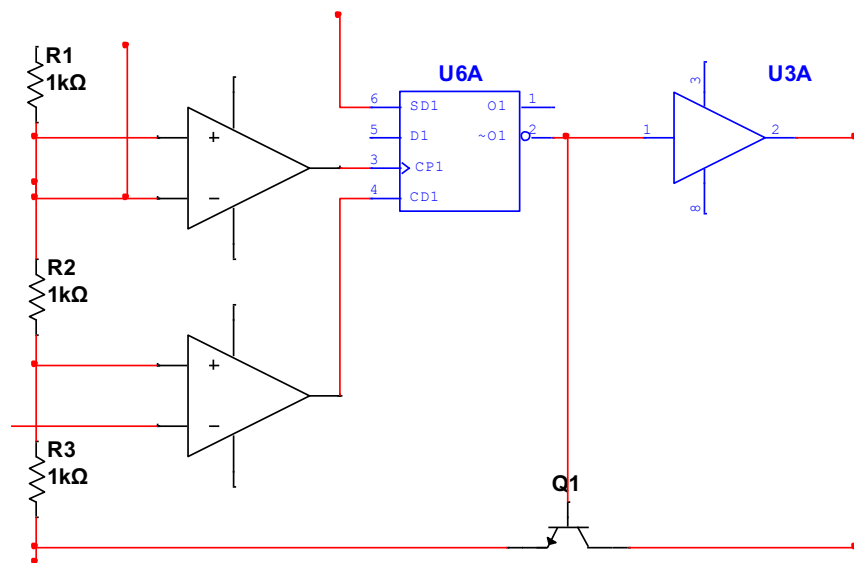 R1
1kΩ
U6A
U3A
6 SD1 O1 1
5 D1 ~O1 2
3 CP1
4 CD1
1 2
3
8
+
−
R2
1kΩ
+
−
R3
1kΩ
Q1